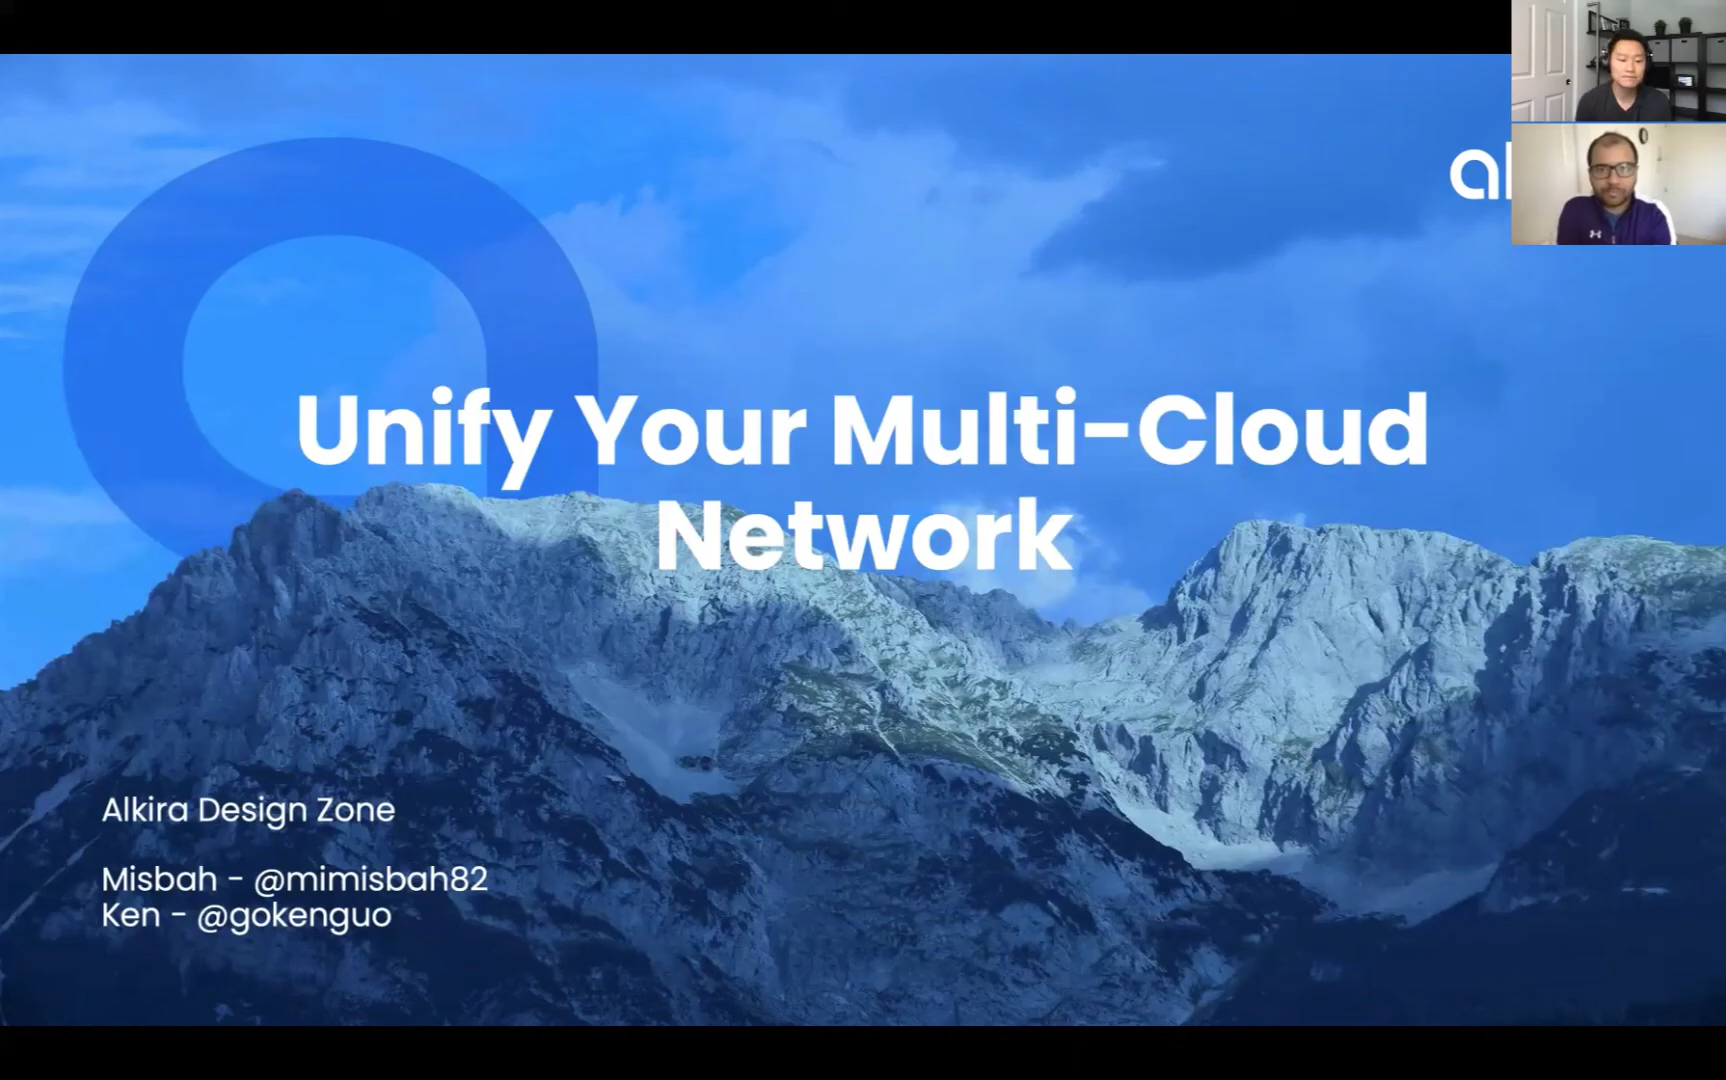 Unify Your Multi-Cloud
Network
Alkira Design Zone
Misbah - @mimisbah82
Ken - @gokenguo